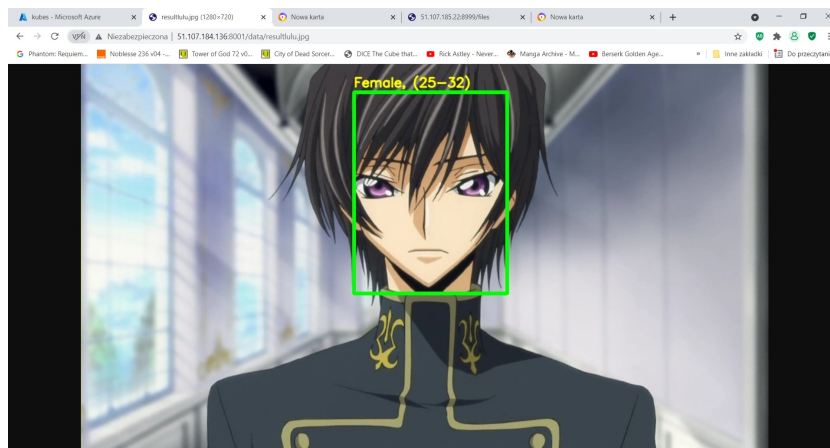 kubes - Microsoft Azure
resultlulu.jpg (1280×720)
Nowa karta
51.107.185.22:8999/files
Nowa karta
VPN
Niezabezpieczona | 51.107.184.136:8001/data/resultlulu.jpg
Phantom: Requiem...
Noblesse 236 v04 -...
Tower of God 72 v0...
City of Dead Sorcer...
DICE The Cube that...
Rick Astley - Never...
Manga Archive - M...
Berserk Golden Age...
»
Inne zakładki
Do przeczytani
Female, (25-32)